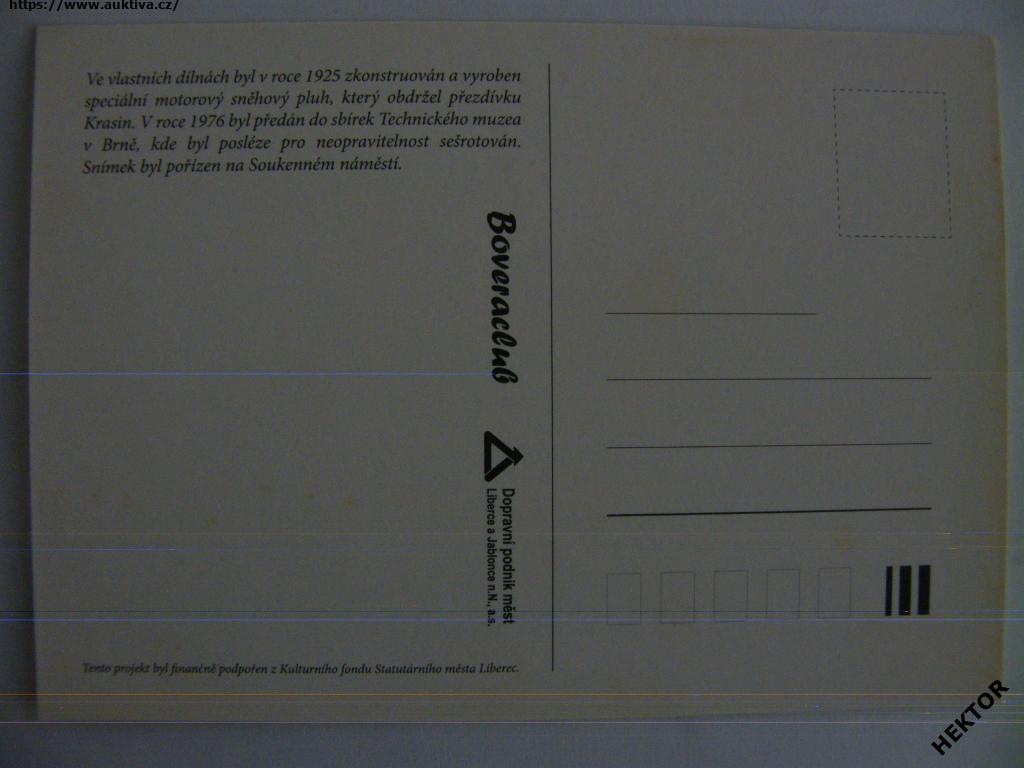 https://www.auktiva.cz/
Ve vlastních dílnách byl v roce 1925 zkonstruován a vyroben
speciální motorový sněhový pluh, který obdržel přezdívku
Krasin. V roce 1976 byl předán do sbírek Technického muzea
v Brně, kde byl posléze pro neopravitelnost sešrotován.
Snímek byl pořízen na Soukenném náměstí.
Boveraclub
Dopravní podnik měst
Liberce a Jablonce n.N., a.s.
Tento projekt byl finančně podpořen z Kulturního fondu Statutárního města Liberec.
HEKTOR